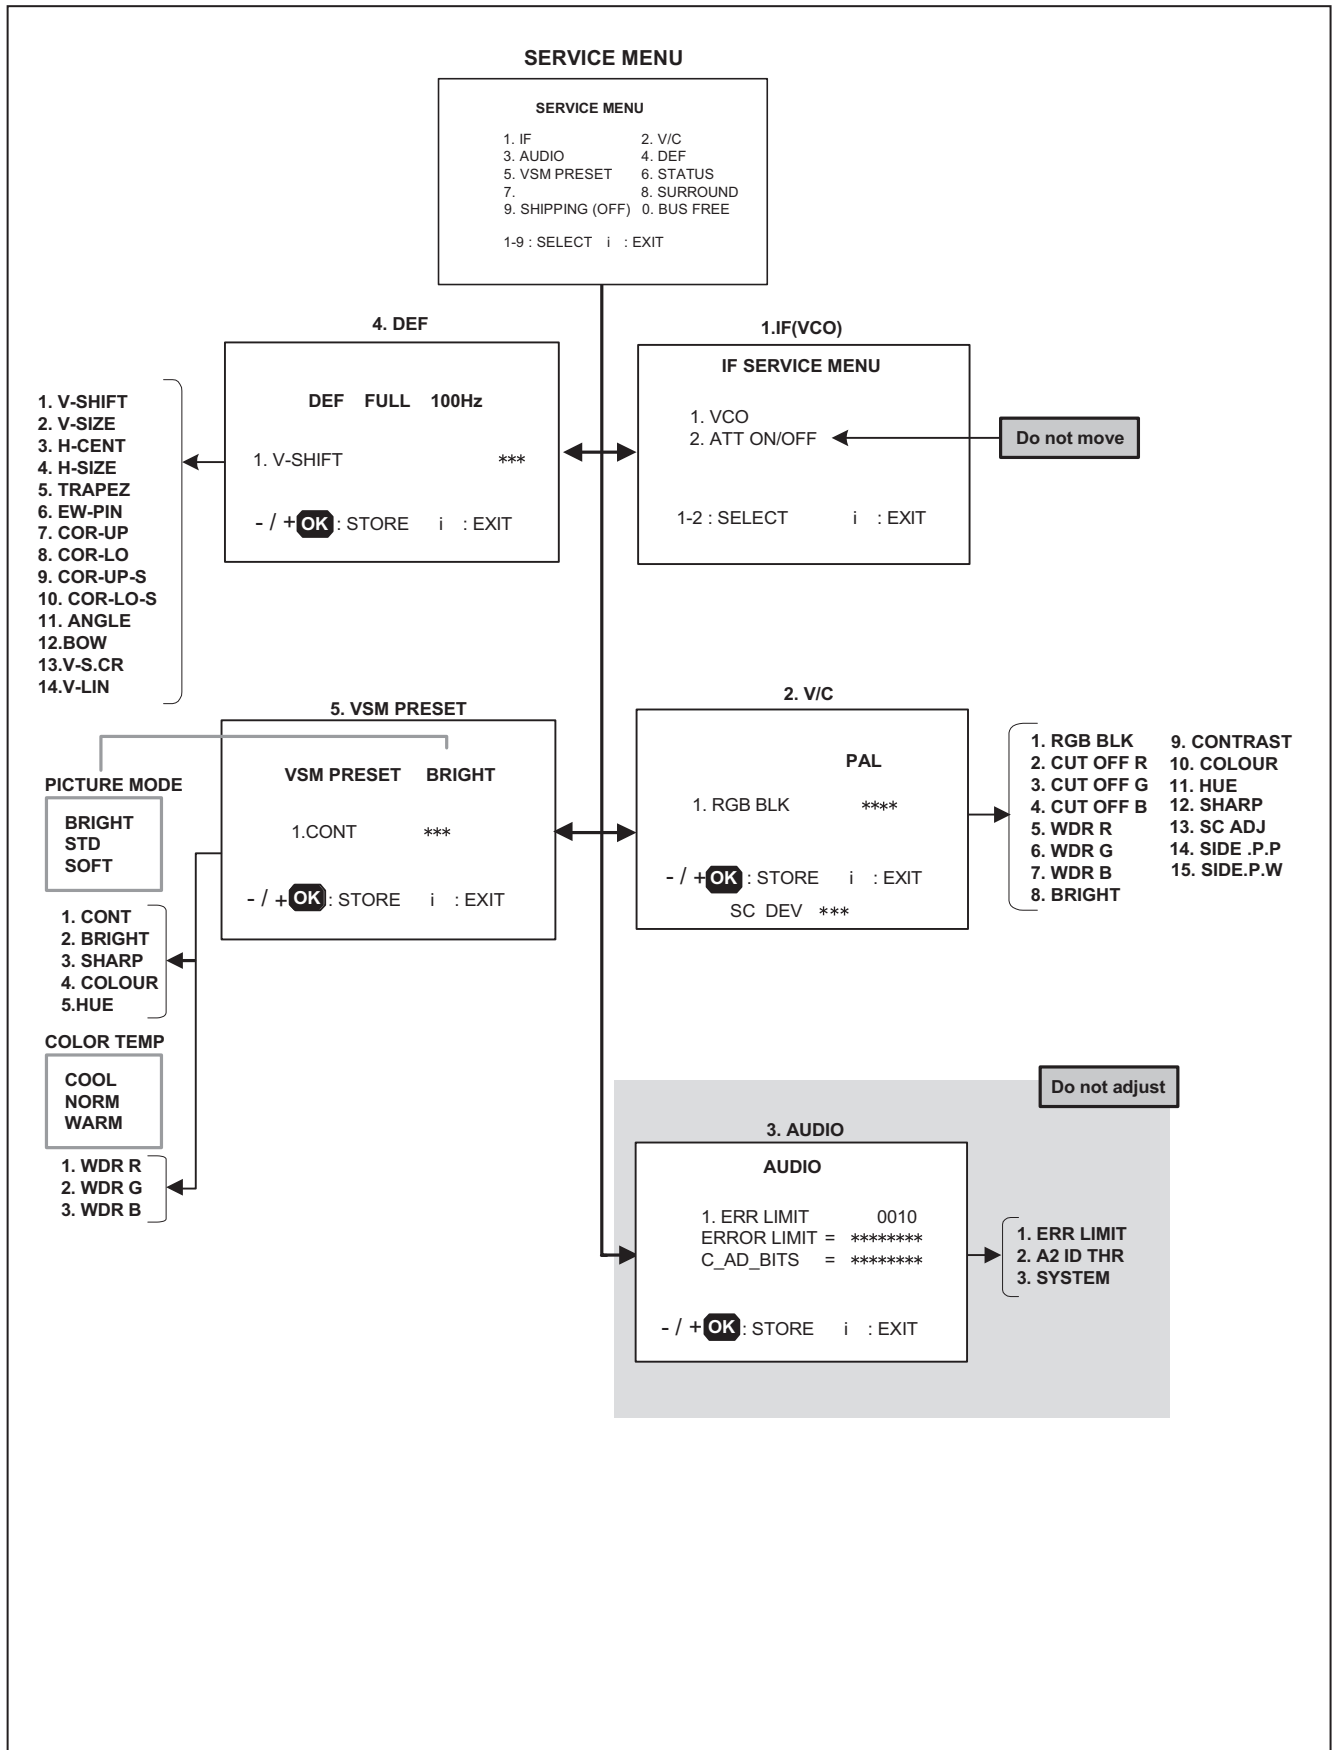 SERVICE MENU
SERVICE MENU
1. IF 2. V/C
3. AUDIO 4. DEF
5. VSM PRESET 6. STATUS
7. 8. SURROUND
9. SHIPPING (OFF) 0. BUS FREE
1-9 : SELECT i : EXIT
4. DEF
DEF FULL 100Hz
1. V-SHIFT ***
- / + OK : STORE i : EXIT
1. V-SHIFT
2. V-SIZE
3. H-CENT
4. H-SIZE
5. TRAPEZ
6. EW-PIN
7. COR-UP
8. COR-LO
9. COR-UP-S
10. COR-LO-S
11. ANGLE
12.BOW
13.V-S.CR
14.V-LIN
1.IF(VCO)
IF SERVICE MENU
1. VCO
2. ATT ON/OFF
1-2 : SELECT i : EXIT
Do not move
5. VSM PRESET
VSM PRESET BRIGHT
1.CONT ***
- / + OK : STORE i : EXIT
PICTURE MODE
BRIGHT
STD
SOFT
1. CONT
2. BRIGHT
3. SHARP
4. COLOUR
5.HUE
COLOR TEMP
COOL
NORM
WARM
1. WDR R
2. WDR G
3. WDR B
2. V/C
PAL
1. RGB BLK ****
- / + OK : STORE i : EXIT
SC DEV ***
1. RGB BLK
2. CUT OFF R
3. CUT OFF G
4. CUT OFF B
5. WDR R
6. WDR G
7. WDR B
8. BRIGHT
9. CONTRAST
10. COLOUR
11. HUE
12. SHARP
13. SC ADJ
14. SIDE .P.P
15. SIDE.P.W
Do not adjust
3. AUDIO
AUDIO
1. ERR LIMIT 0010
ERROR LIMIT = ********
C_AD_BITS = ********
- / + OK : STORE i : EXIT
1. ERR LIMIT
2. A2 ID THR
3. SYSTEM